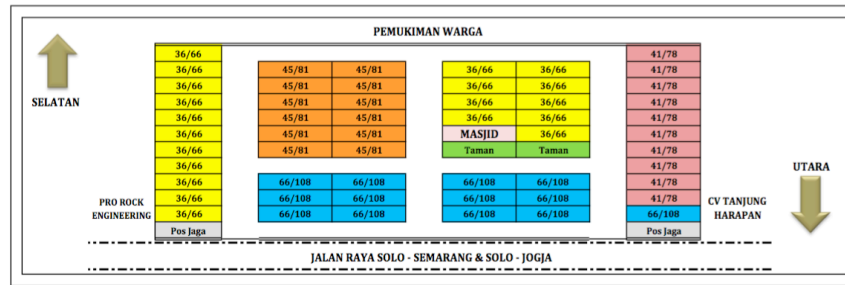 PEMUKIMAN WARGA
36/66 41/78
36/66 45/81 45/81 36/66 36/66 41/78
36/66 45/81 45/81 36/66 36/66 41/78
SELATAN 36/66 45/81 45/81 36/66 36/66 41/78
36/66 45/81 45/81 36/66 36/66 41/78
36/66 45/81 45/81 MASJID 36/66 41/78
36/66 45/81 45/81 Taman Taman 41/78
36/66 41/78 UTARA
36/66 66/108 66/108 66/108 66/108 41/78
PRO ROCK 36/66 66/108 66/108 66/108 66/108 41/78 CV TANJUNG
ENGINEERING 36/66 66/108 66/108 66/108 66/108 66/108 HARAPAN
Pos Jaga Pos Jaga
JALAN RAYA SOLO - SEMARANG & SOLO - JOGJA